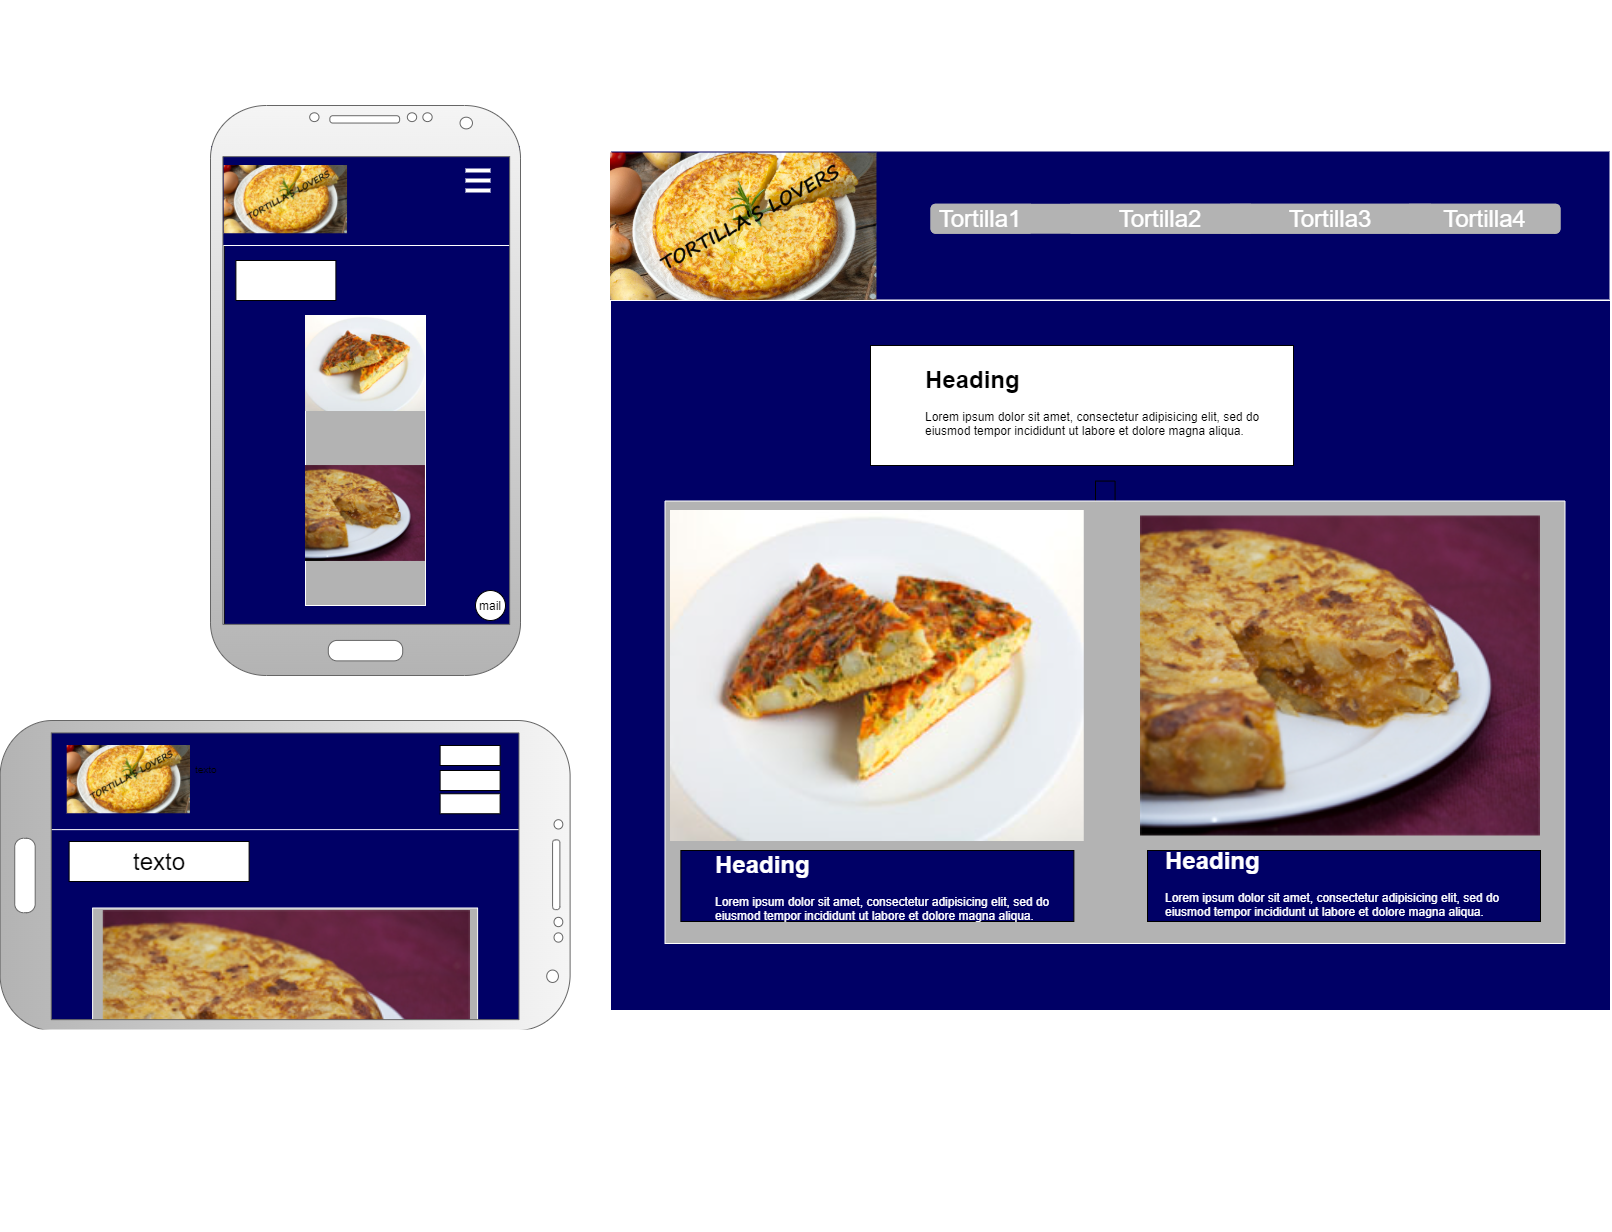 TORTILLA'S LOVERS
mail
TORTILLA'S LOVERS
texto
TORTILLA'S LOVERS
Tortilla1 Tortilla2 Tortilla3 Tortilla4
Heading
Lorem ipsum dolor sit amet, consectetur adipisicing elit, sed do
eiusmod tempor incididunt ut labore et dolore magna aliqua.
Heading
Lorem ipsum dolor sit amet, consectetur adipisicing elit, sed do
eiusmod tempor incididunt ut labore et dolore magna aliqua.
Heading
Lorem ipsum dolor sit amet, consectetur adipisicing elit, sed do
eiusmod tempor incididunt ut labore et dolore magna aliqua.